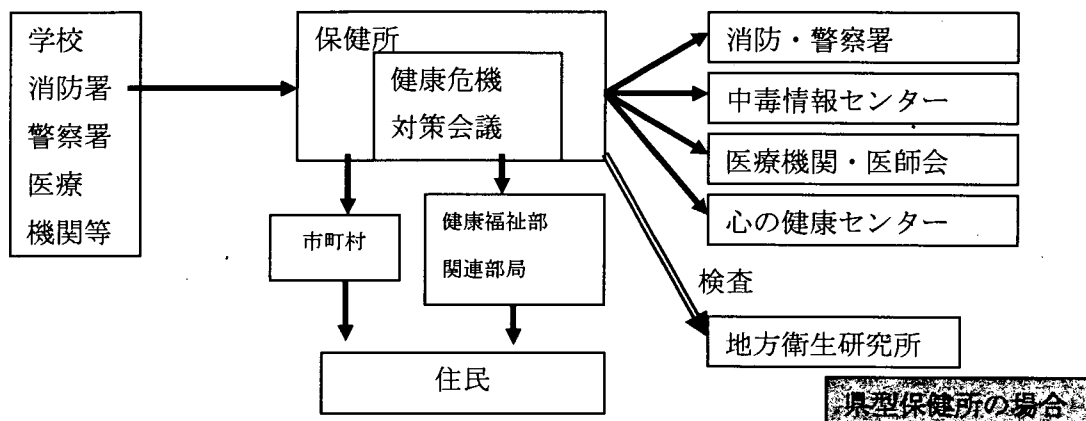 学校
消防署
警察署
医療
機関等
保健所
健康危機
対策会議
市町村
健康福祉部
関連部局
住民
消防・警察署
中毒情報センター
医療機関・医師会
心の健康センター
検査
地方衛生研究所
県型保健所の場合